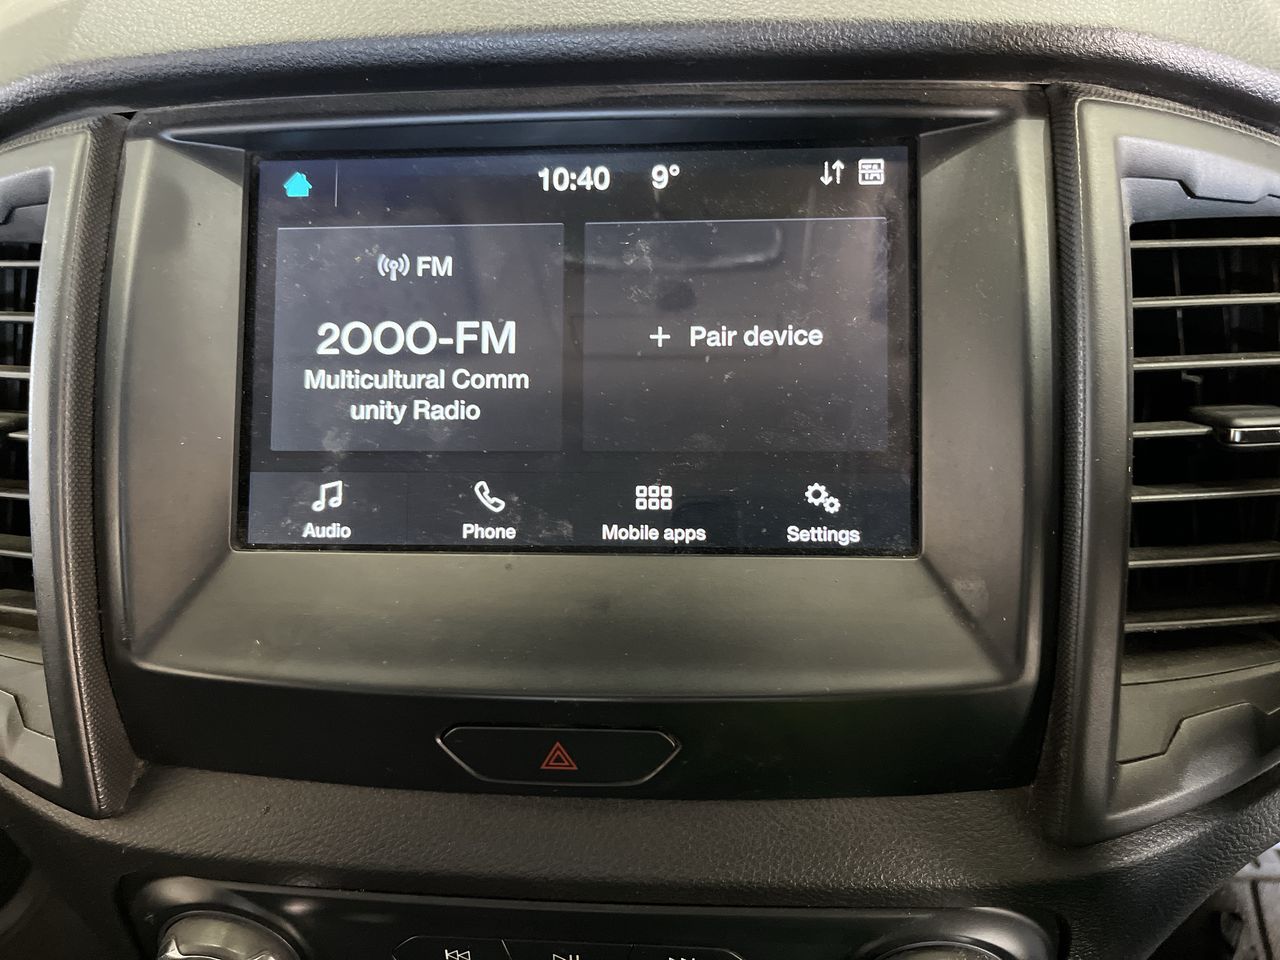 10:40 9°
FM
2000-FM
Multicultural Comm
unity Radio
+ Pair device
Audio Phone Mobile apps Settings